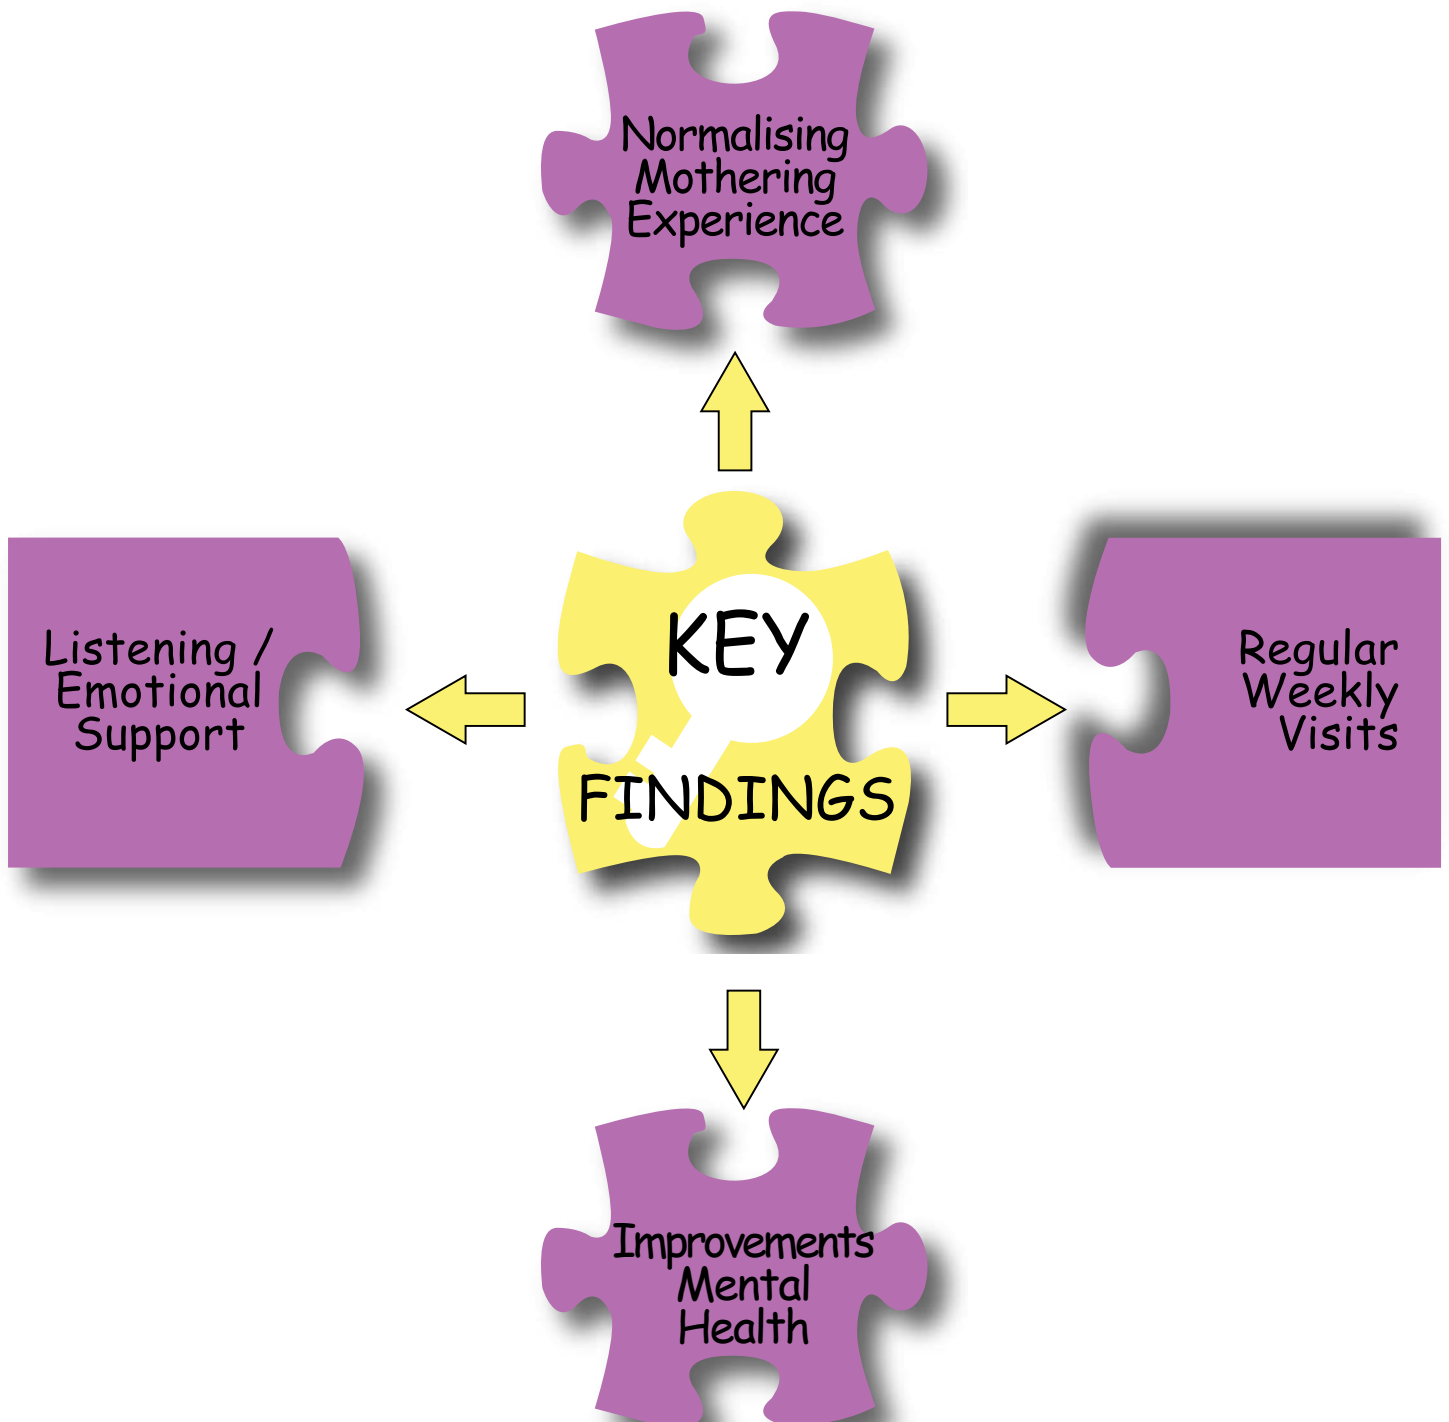 Normalising
Mothering
Experience
Listening /
Emotional
Support
KEY
FINDINGS
Regular
Weekly
Visits
Improvements
Mental
Health